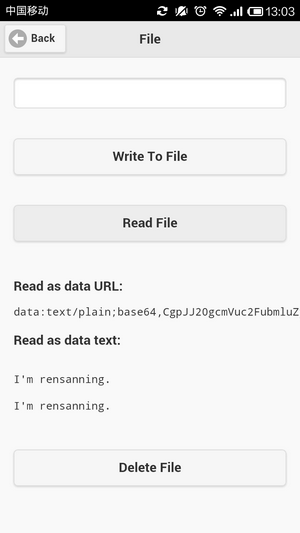 中国移动 13:03
Back File
Write To File
Read File
Read as data URL:
data:text/plain;base64,CgpJJ20gcmVuc2FubmluZ
Read as data text:
I'm rensanning.
I'm rensanning.
Delete File